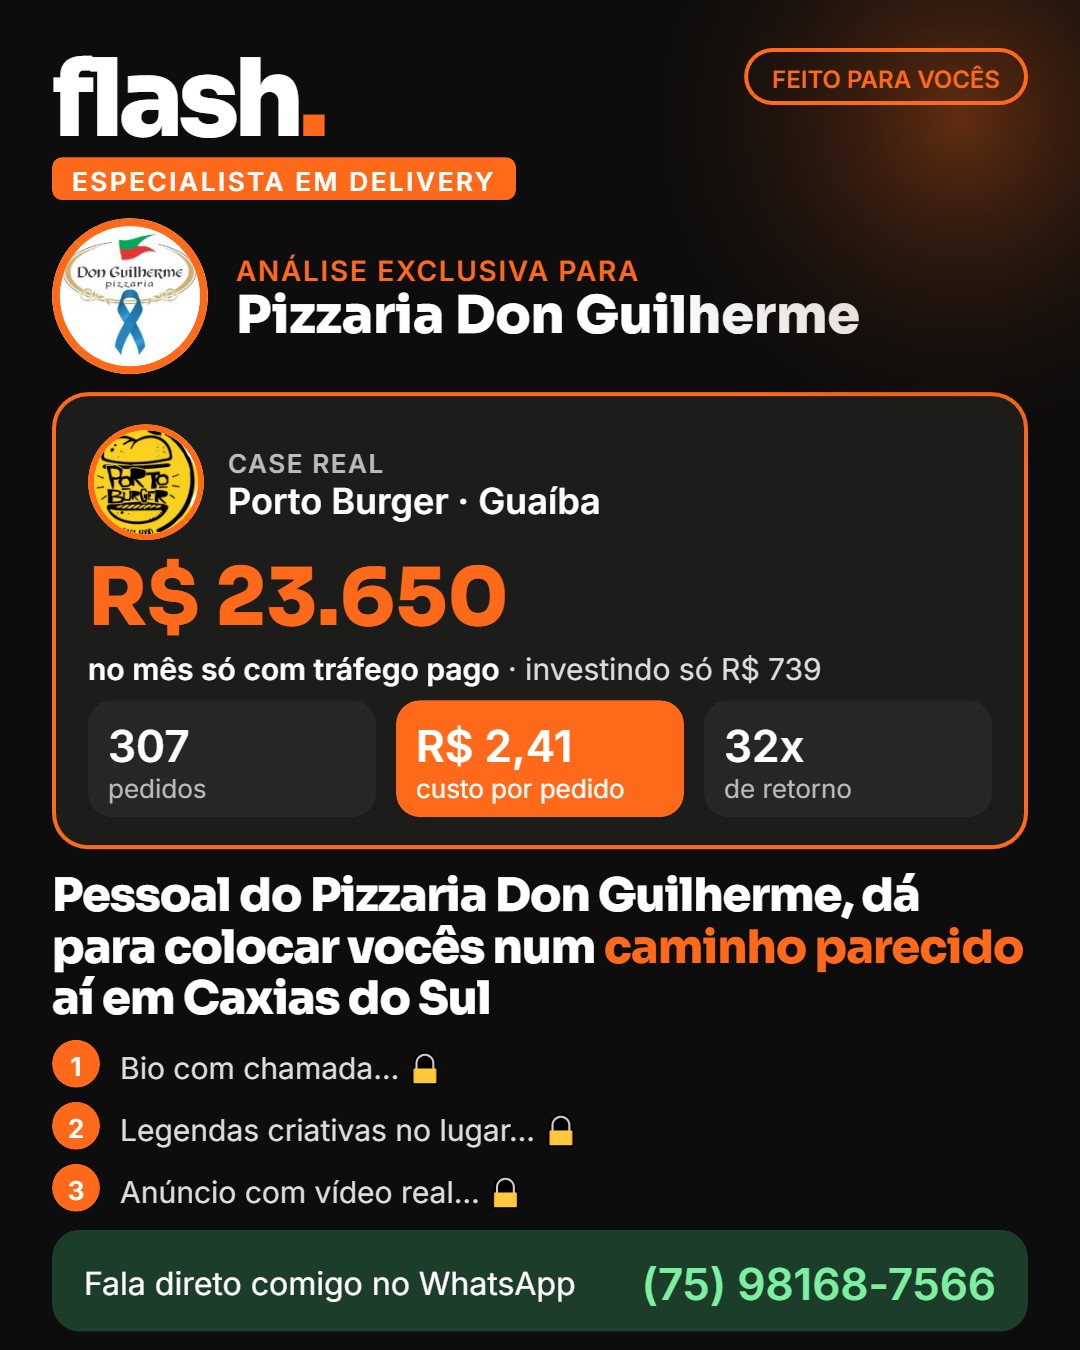 flash.
FEITO PARA VOCÊS
ESPECIALISTA EM DELIVERY
Don Guilherme
pizzaria
ANÁLISE EXCLUSIVA PARA
Pizzaria Don Guilherme
PORTO
BURGER
CASE REAL
Porto Burger · Guaíba
R$ 23.650
no mês só com tráfego pago · investindo só R$ 739
307
pedidos
R$ 2,41
custo por pedido
32x
de retorno
Pessoal do Pizzaria Don Guilherme, dá
para colocar vocês num caminho parecido
aí em Caxias do Sul
1 Bio com chamada... 🔒
2 Legendas criativas no lugar... 🔒
3 Anúncio com vídeo real... 🔒
Fala direto comigo no WhatsApp (75) 98168-7566